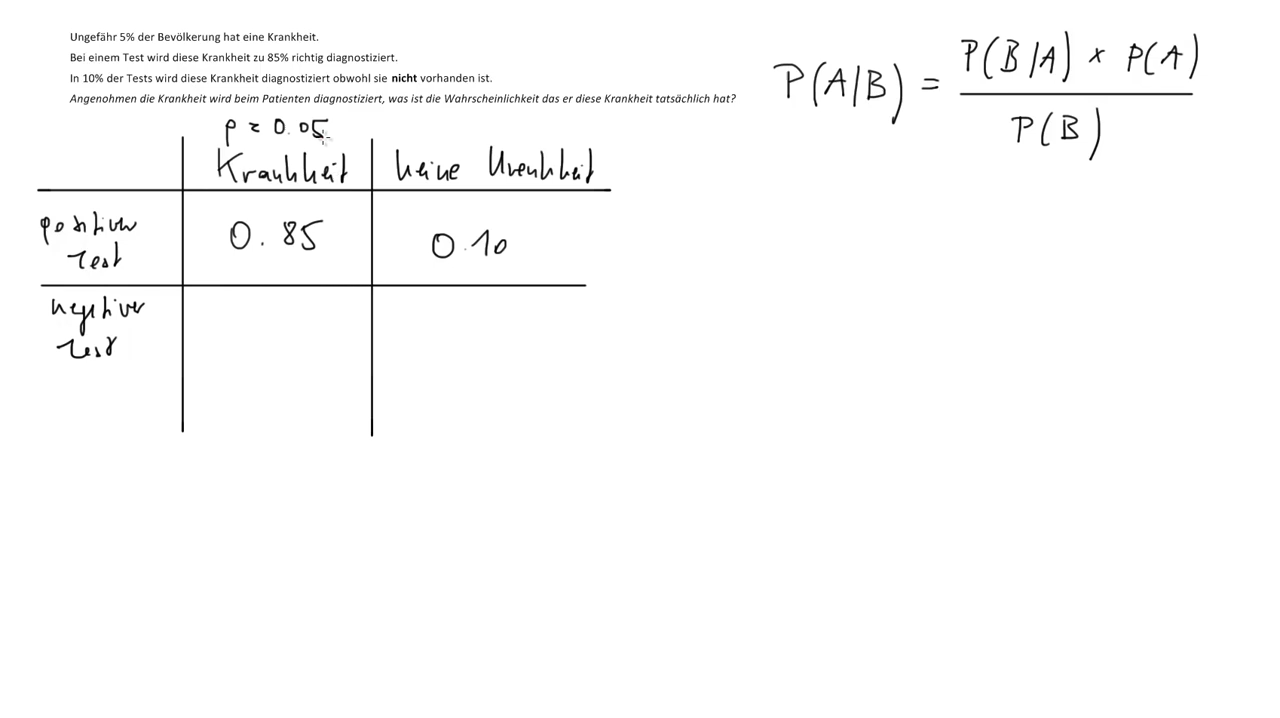 Ungefähr 5% der Bevölkerung hat eine Krankheit.
Bei einem Test wird diese Krankheit zu 85% richtig diagnostiziert.
In 10% der Tests wird diese Krankheit diagnostiziert obwohl sie nicht vorhanden ist.
Angenommen die Krankheit wird beim Patienten diagnostiziert, was ist die Wahrscheinlichkeit das er diese Krankheit tatsächlich hat?
P(A|B) = P(B|A) × P(A)
P(B)
p = 0.05
Krankheit keine Krankheit
positiver
Test
0.85 0.10
negativer
Test